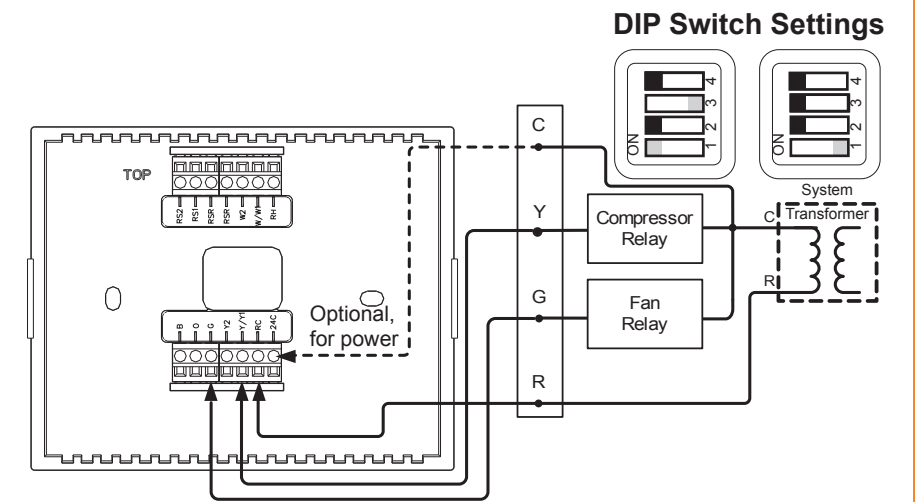 DIP Switch Settings
4
3
2
1
ON
4
3
2
1
ON
TOP
RS2
RS1
RSR
RSR
W2
W/W1
RH
B
O
G
Y2
Y/Y1
RC
24C
Optional,
for power
C
Y
G
R
Compressor
Relay
Fan
Relay
System
Transformer
C
R